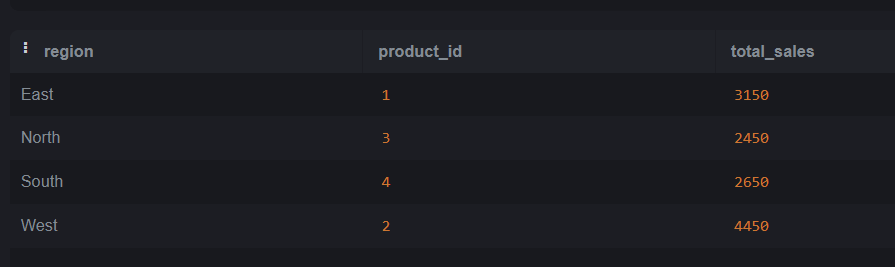 region product_id total_sales
East 1 3150
North 3 2450
South 4 2650
West 2 4450